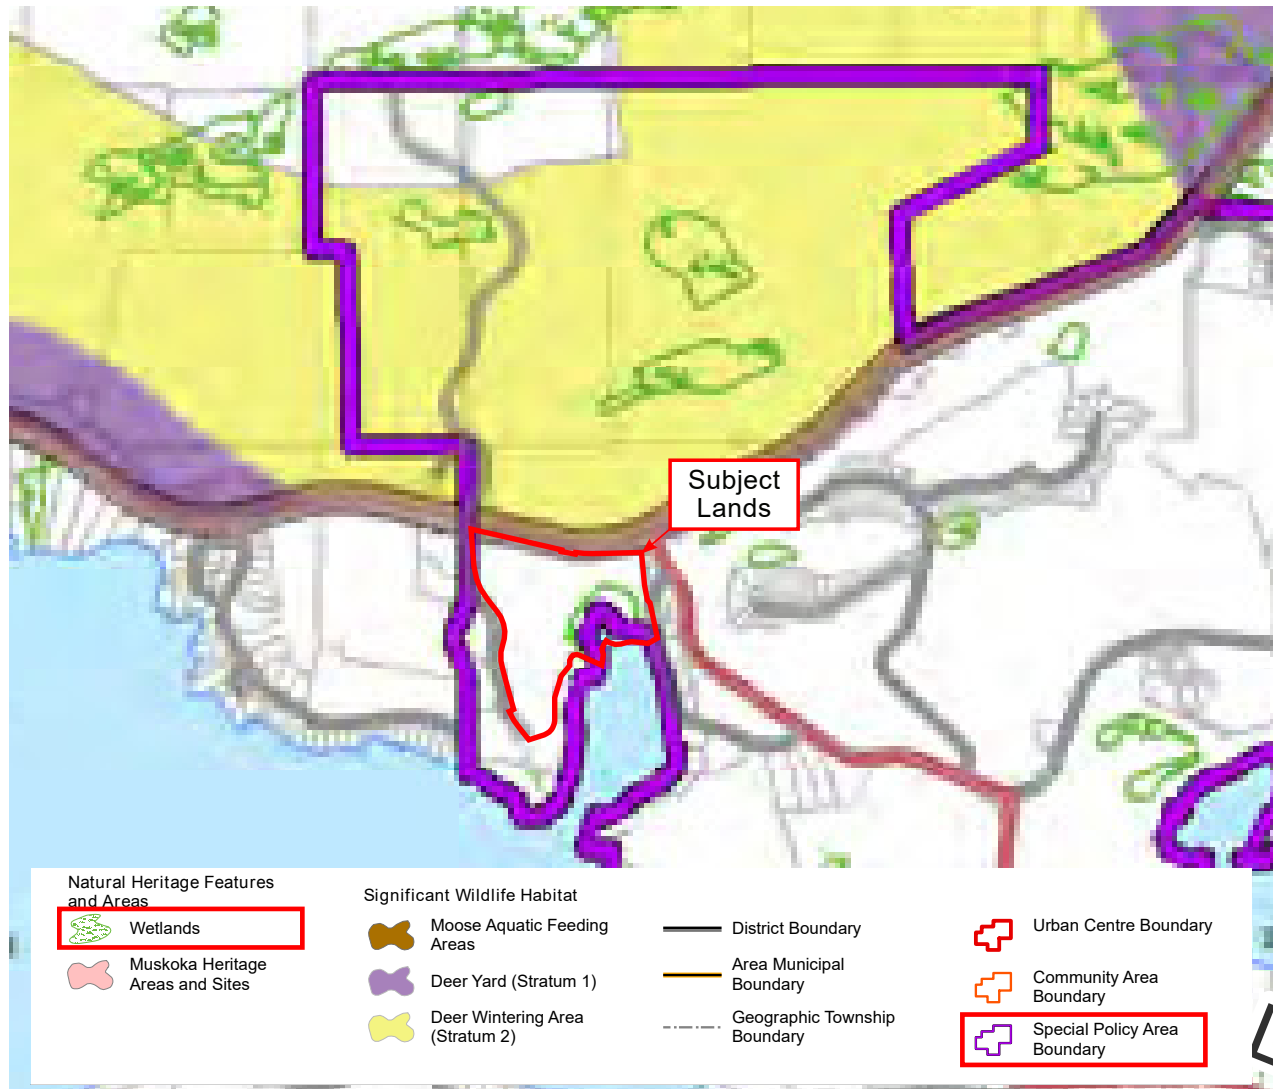 Subject
Lands
Natural Heritage Features
and Areas
Wetlands
Muskoka Heritage
Areas and Sites
Significant Wildlife Habitat
Moose Aquatic Feeding
Areas
Deer Yard (Stratum 1)
Deer Wintering Area
(Stratum 2)
District Boundary
Area Municipal
Boundary
Geographic Township
Boundary
Urban Centre Boundary
Community Area
Boundary
Special Policy Area
Boundary